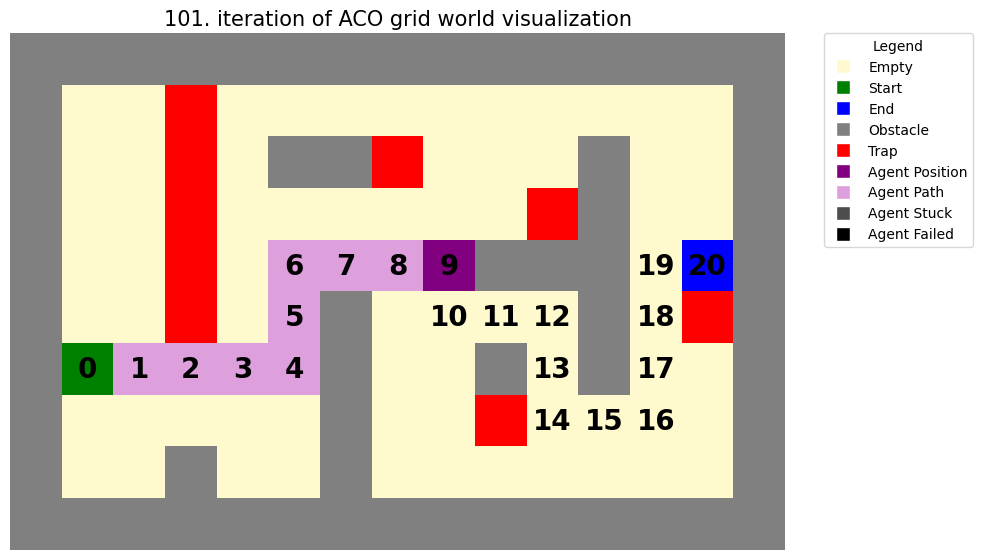 101. iteration of ACO grid world visualization
Legend
Empty
Start
End
Obstacle
Trap
Agent Position
Agent Path
Agent Stuck
Agent Failed
6 7 8 9 19 20
5 10 11 12 18
0 1 2 3 4 13 17
14 15 16